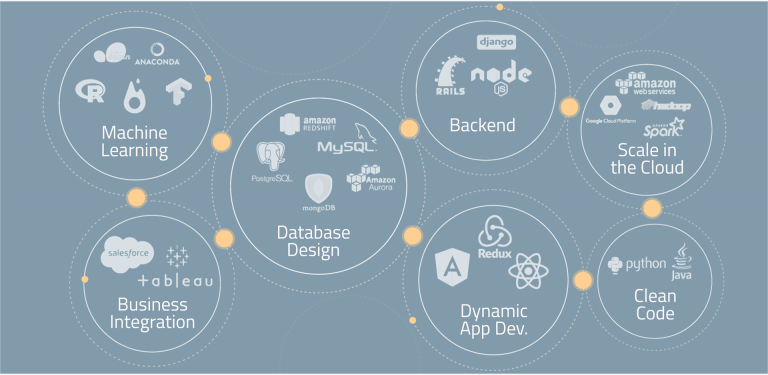 ANACONDA
R
Machine
Learning
salesforce
+ableau
Business
Integration
amazon
REDSHIFT
MySQL
PostgreSQL
Amazon
Aurora
mongoDB
Database
Design
django
RAILS
node
JS
Backend
Redux
A
Dynamic
App Dev.
amazon
webservices
Google Cloud Platform
hadoop
APACHE
Spark
Scale in
the Cloud
python
Java
Clean
Code